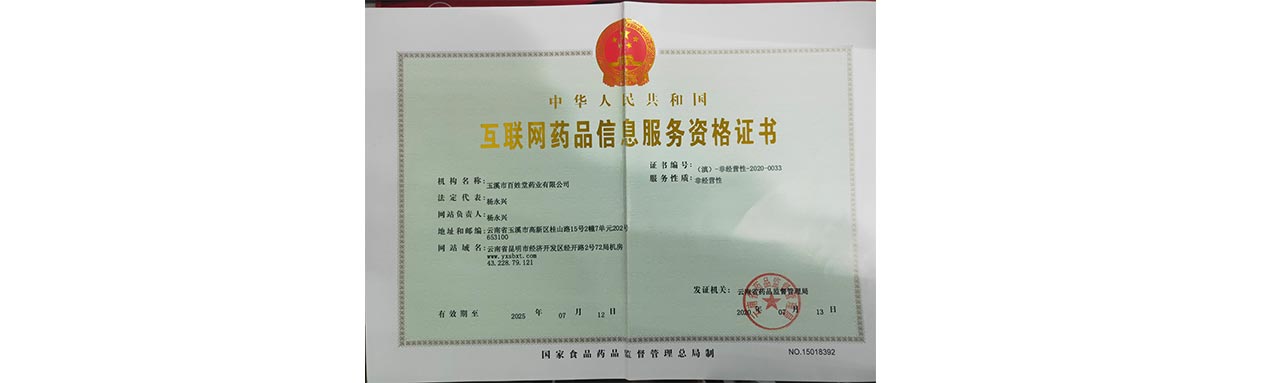 中华人民共和国
互联网药品信息服务资格证书
证书编号: (滇)-非经营性-2020-0033
服务性质: 非经营性
机构名称: 玉溪市百姓堂药业有限公司
法定代表: 杨永兴
网站负责人: 杨永兴
地址和邮编: 云南省玉溪市高新区桂山路15号2幢7单元202号
653100
网站域名: 云南省昆明市经济开发区经开路2号72局机房
www.yxsbxt.com
43.228.79.121
发证机关: 云南省药品监督管理局
2020 年 07 月 13 日
有效期至 2025 年 07 月 12 日
国家食品药品监督管理总局制
NO.15018392